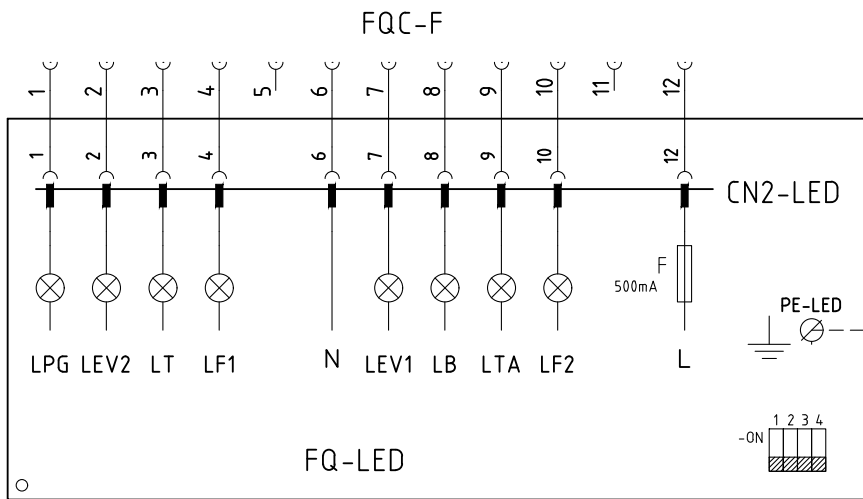 FQC-F
1 2 3 4 5 6 7 8 9 10 11 12
1 2 3 4 6 7 8 9 10 12
CN2-LED
F
500mA
PE-LED
LPG LEV2 LT LF1 N LEV1 LB LTA LF2 L
1 2 3 4
-ON
FQ-LED